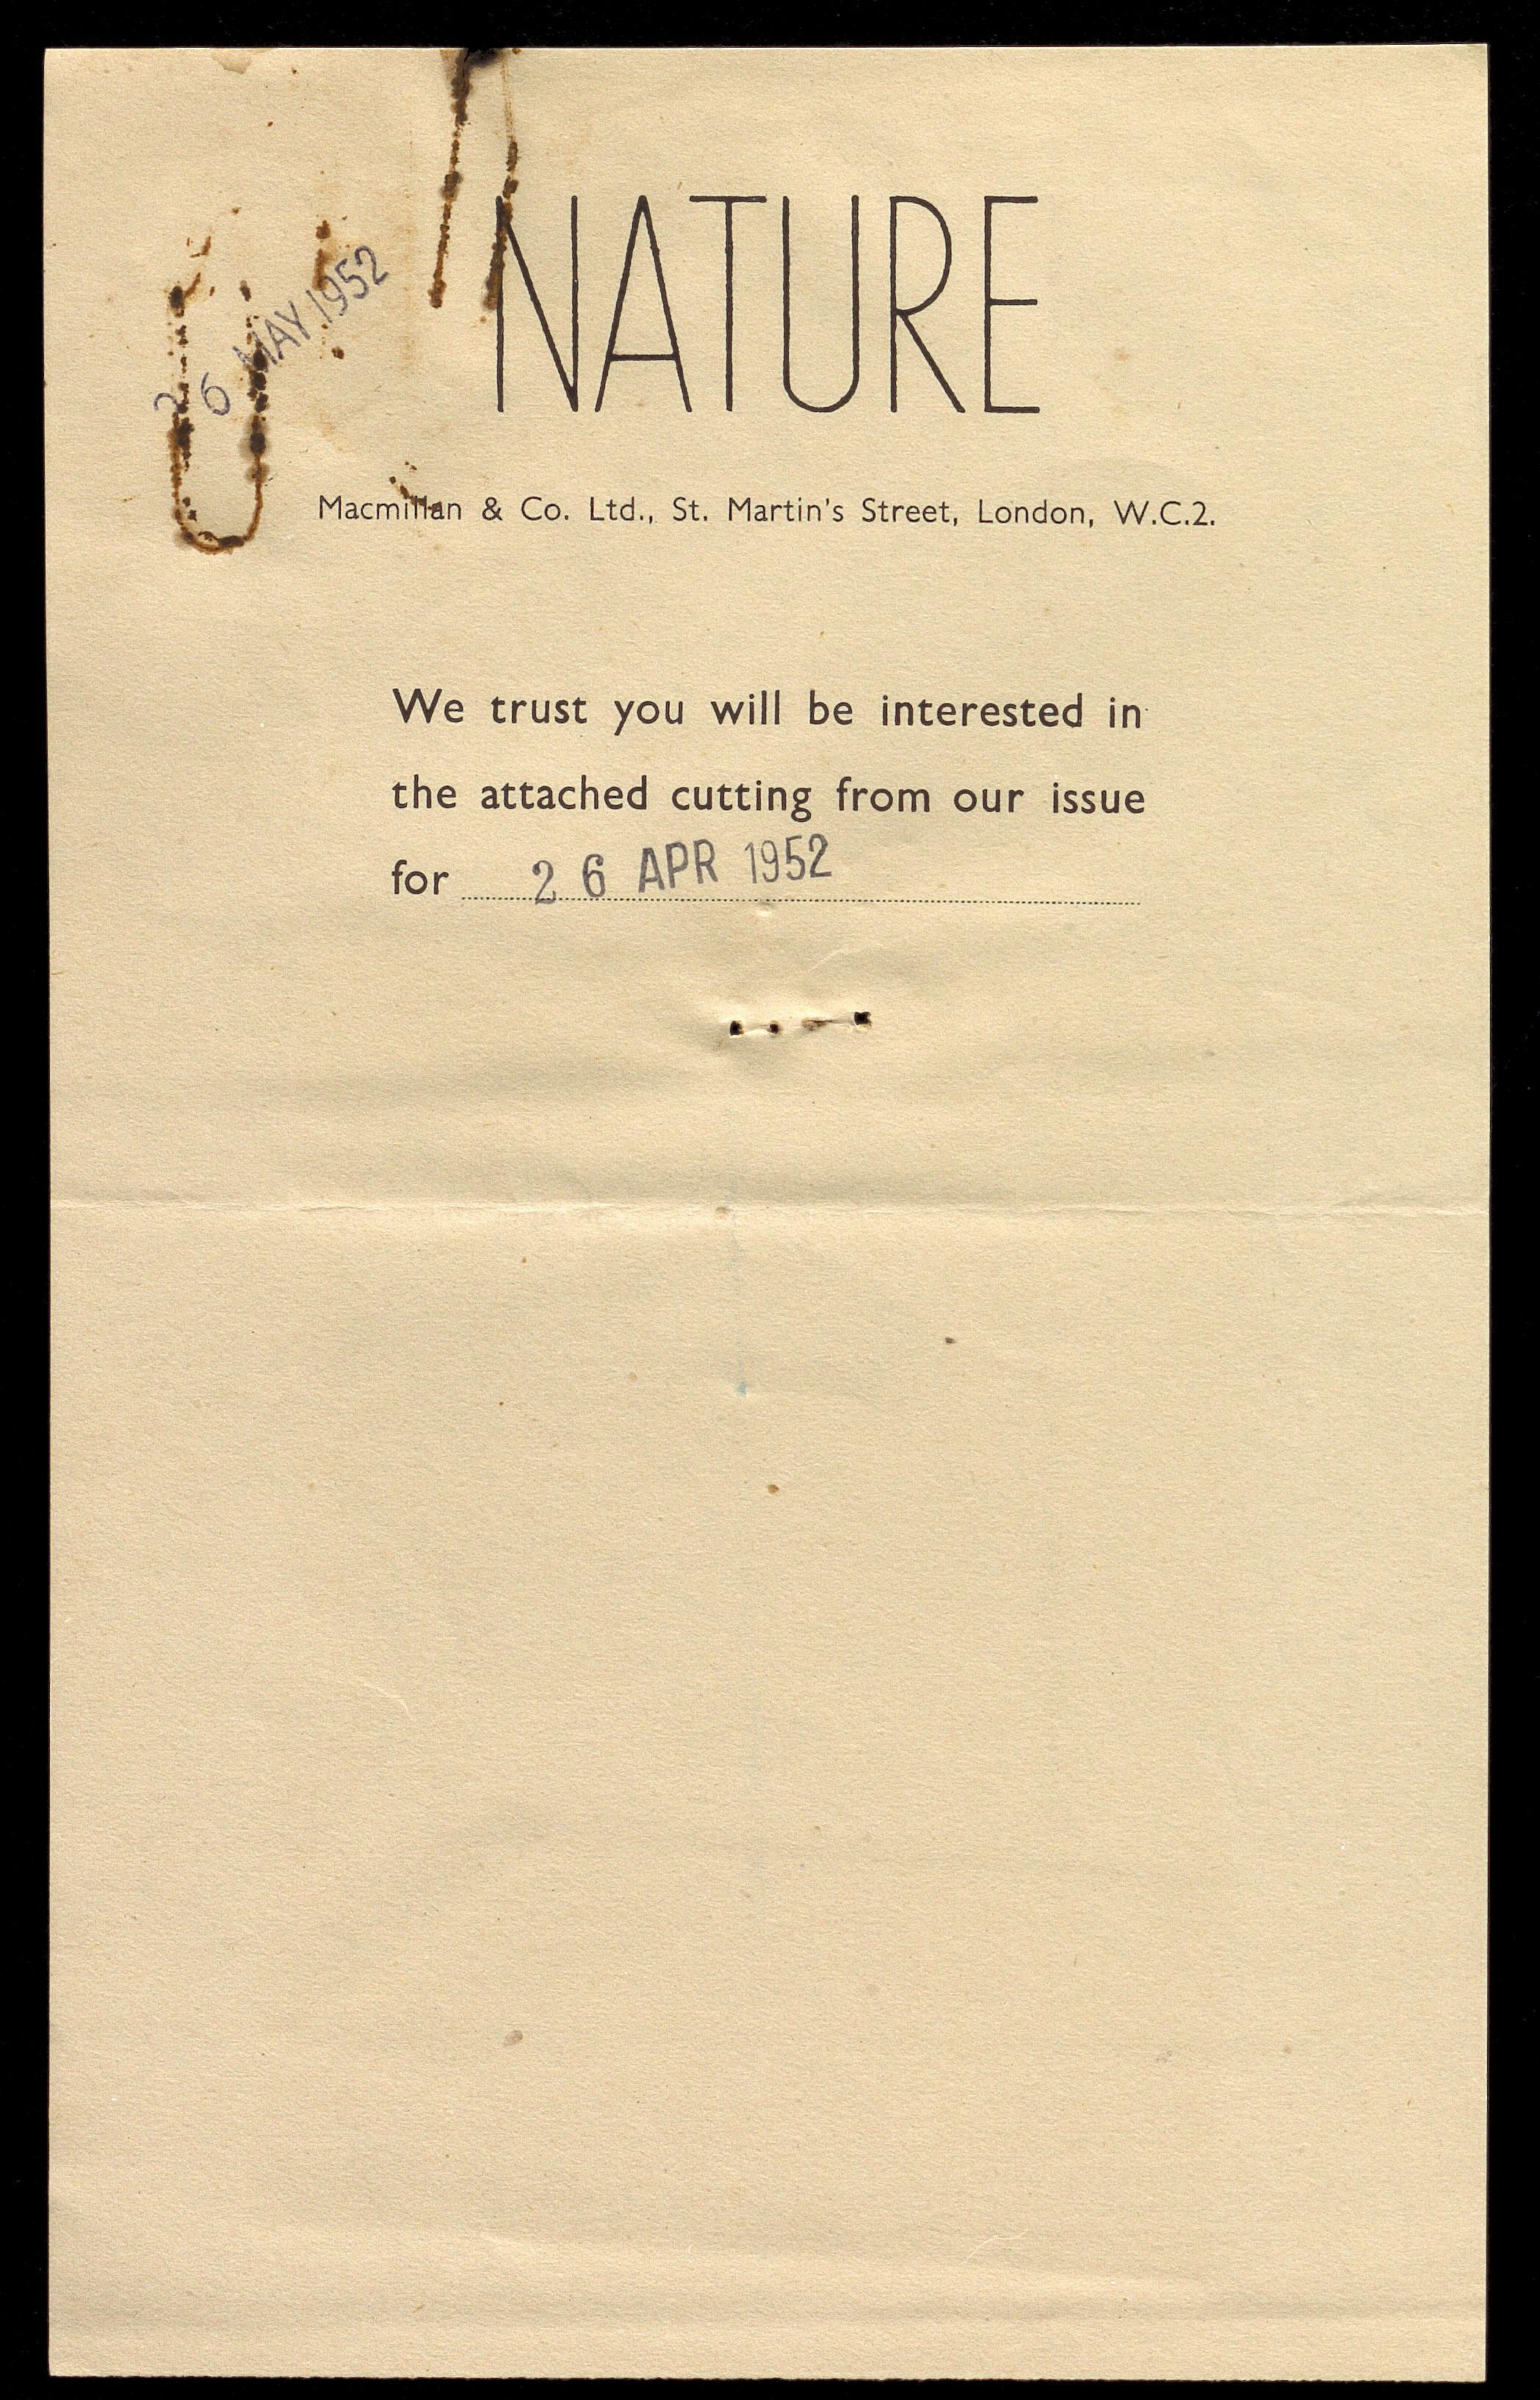 NATURE
26 MAY 1952
Macmillan & Co. Ltd., St. Martin's Street, London, W.C.2.
We trust you will be interested in
the attached cutting from our issue
for 26 APR 1952